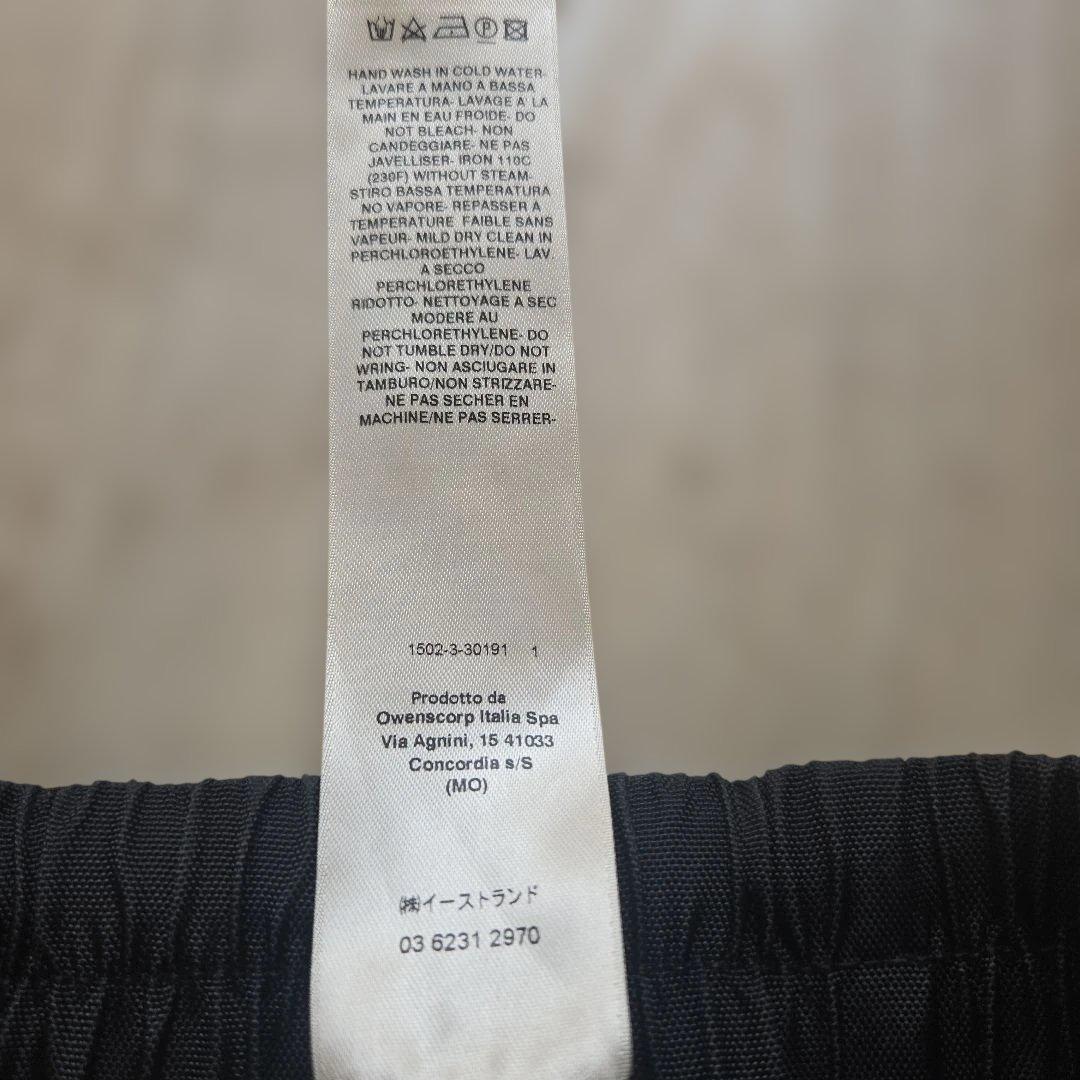 HAND WASH IN COLD WATER-
LAVARE A MANO A BASSA
TEMPERATURA- LAVAGE A LA
MAIN EN EAU FROIDE- DO
NOT BLEACH- NON
CANDEGGIARE- NE PAS
JAVELLISER- IRON 110C
(230F) WITHOUT STEAM-
STIRO BASSA TEMPERATURA
NO VAPORE- REPASSER A
TEMPERATURE FAIBLE SANS
VAPEUR- MILD DRY CLEAN IN
PERCHLOROETHYLENE- LAV.
A SECCO
PERCHLORETHYLENE
RIDOTTO- NETTOYAGE A SEC
MODERE AU
PERCHLORETHYLENE- DO
NOT TUMBLE DRY/DO NOT
WRING- NON ASCIUGARE IN
TAMBURO/NON STRIZZARE-
NE PAS SECHER EN
MACHINE/NE PAS SERRER-
1502-3-30191 1
Prodotto da
Owenscorp Italia Spa
Via Agnini, 15 41033
Concordia s/S
(MO)
㈱イーストランド
03 6231 2970